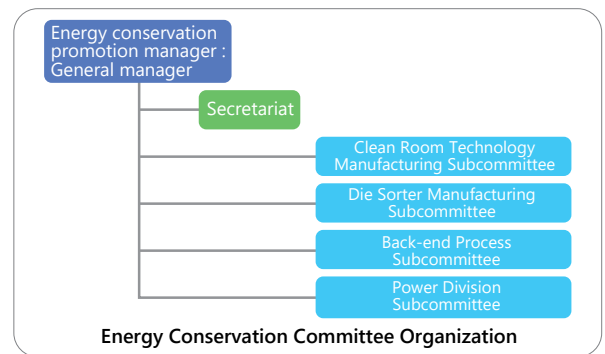 Energy conservation
promotion manager :
General manager
Secretariat
Clean Room Technology
Manufacturing Subcommittee
Die Sorter Manufacturing
Subcommittee
Back-end Process
Subcommittee
Power Division
Subcommittee
Energy Conservation Committee Organization